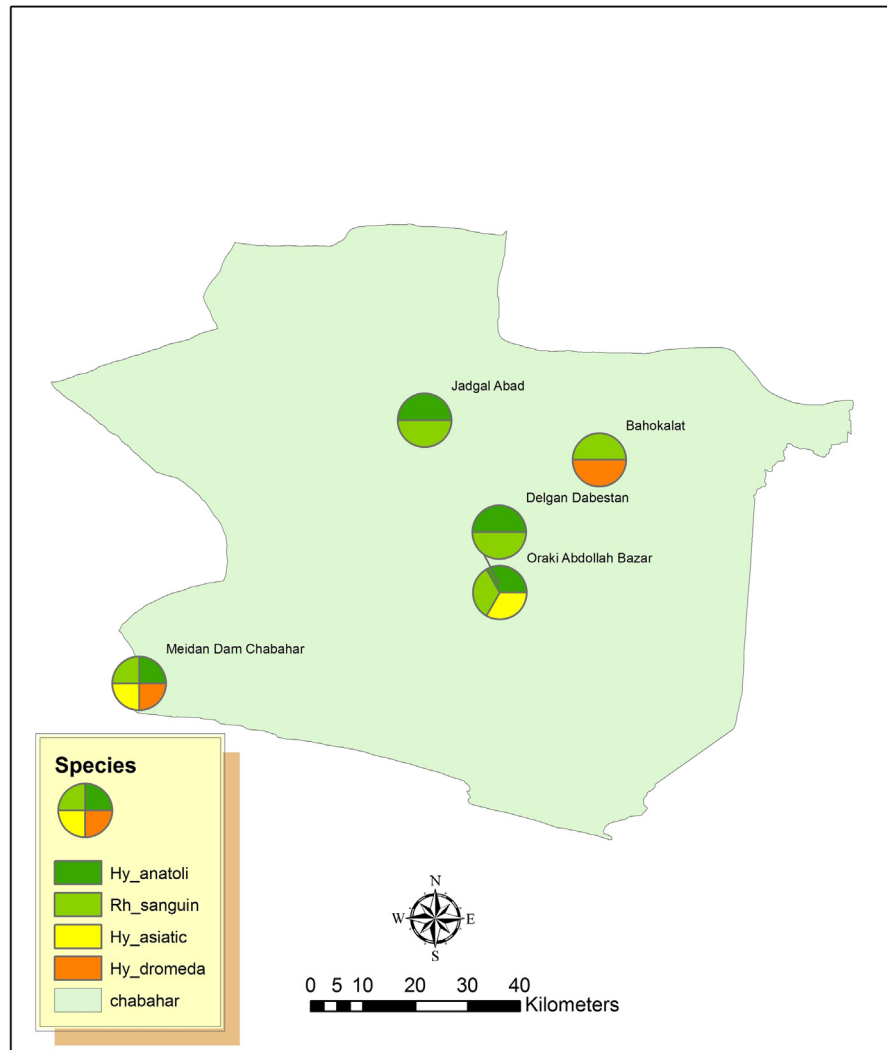 Jadgal Abad
Bahokalat
Delgan Dabestan
Oraki Abdollah Bazar
Meidan Dam Chabahar
Species
Hy_anatoli
Rh_sanguin
Hy_asiatic
Hy_dromeda
chabahar
N
W E
S
0 5 10 20 30 40
Kilometers